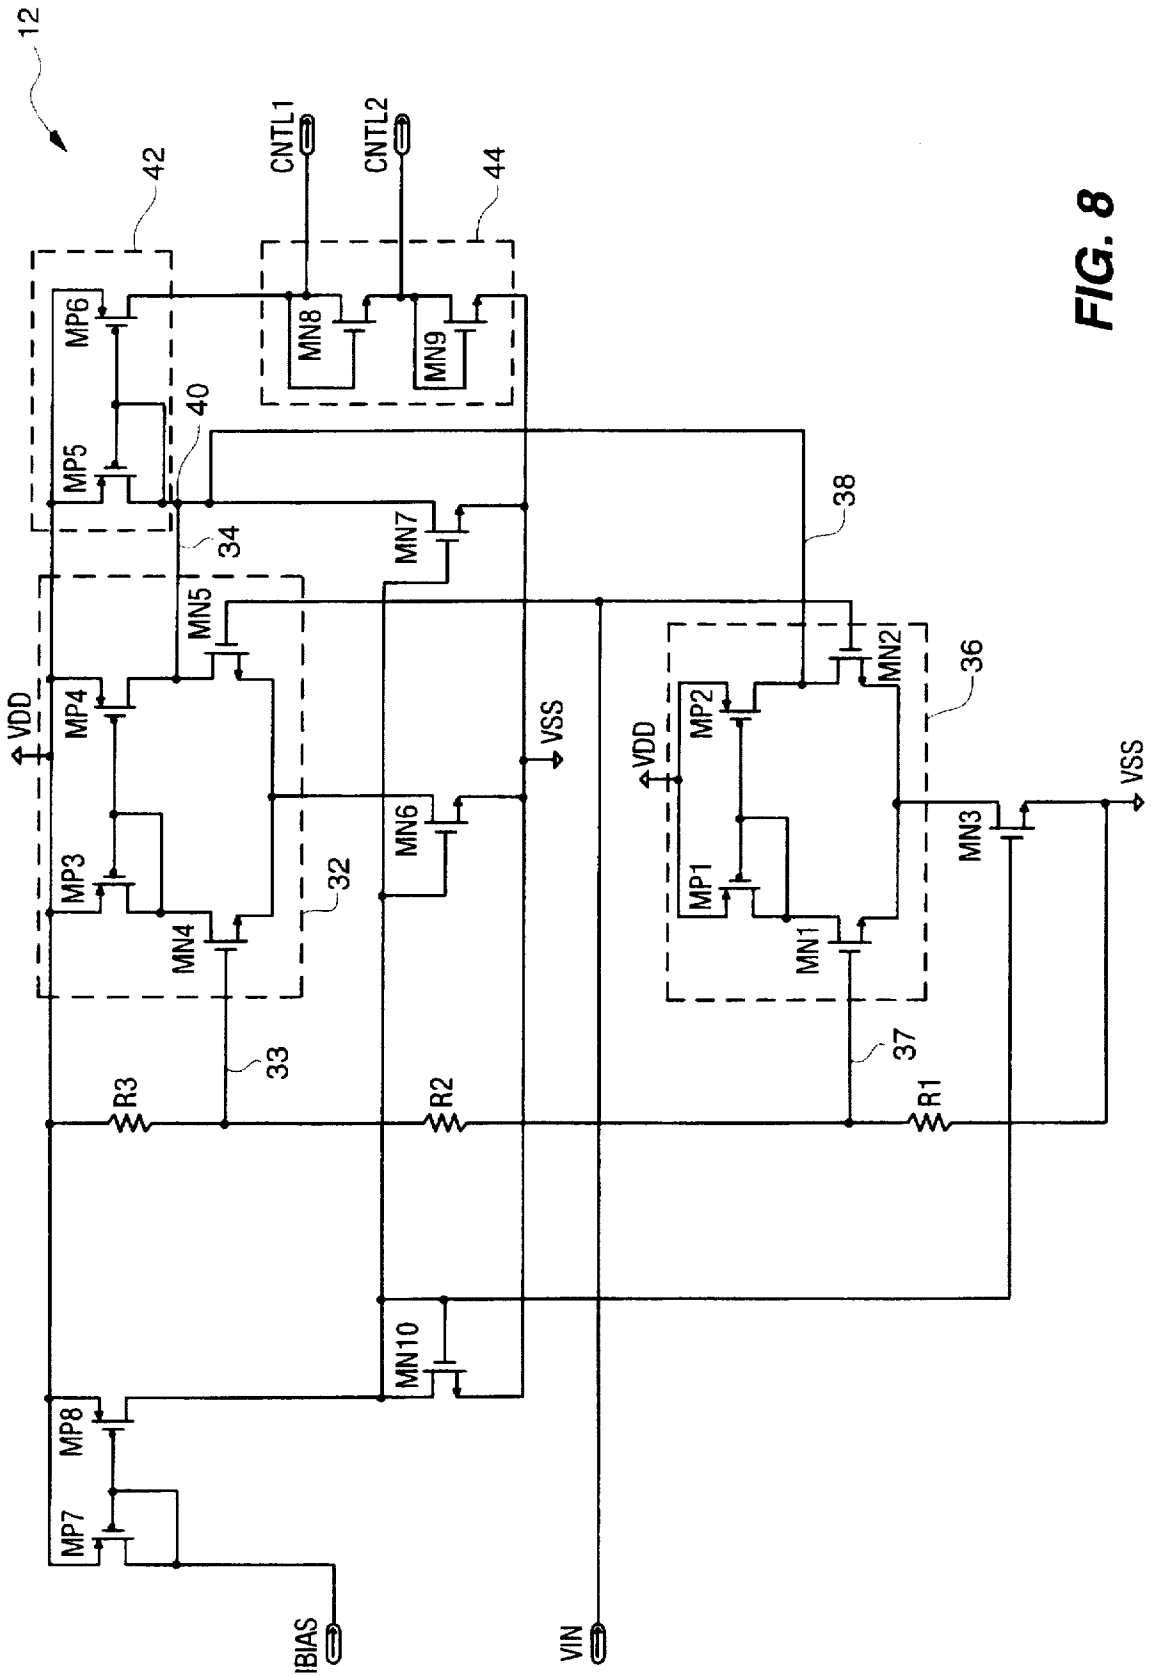 12
42
CNTL1
CNTL2
44
MP6
MP5
40
MN8
MN9
34
MN7
38
VDD
MP4
MN5
MP3
MN4
32
MN6
VSS
VDD
MP2
MN2
36
MP1
MN1
MN3
VSS
R3
33
R2
37
R1
MP8
MP7
MN10
IBIAS
VIN
FIG. 8